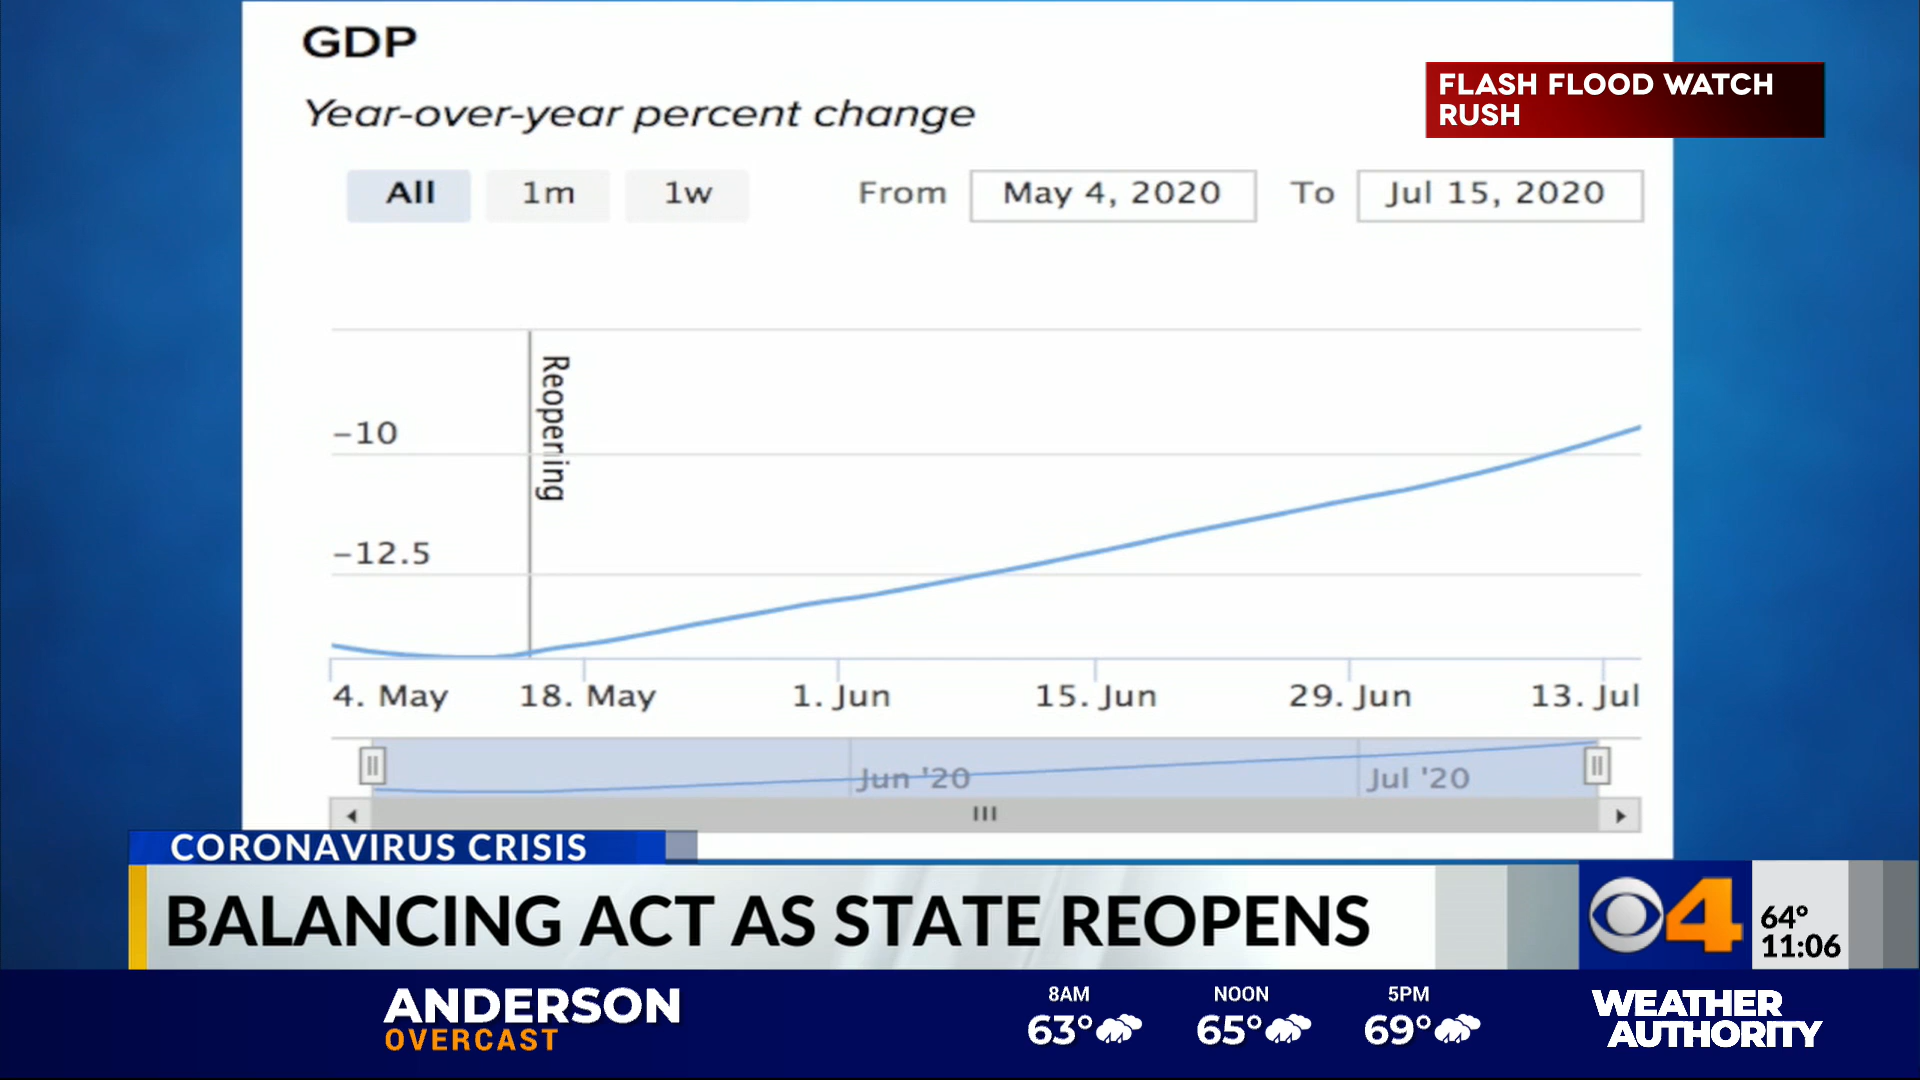 GDP
Year-over-year percent change
FLASH FLOOD WATCH
RUSH
All 1m 1w From May 4, 2020 To Jul 15, 2020
Reopening
−10
−12.5
4. May 18. May 1. Jun 15. Jun 29. Jun 13. Jul
Jun '20 Jul '20
CORONAVIRUS CRISIS
BALANCING ACT AS STATE REOPENS
4
64°
11:06
ANDERSON
OVERCAST
8AM NOON 5PM
63° 65° 69°
WEATHER
AUTHORITY